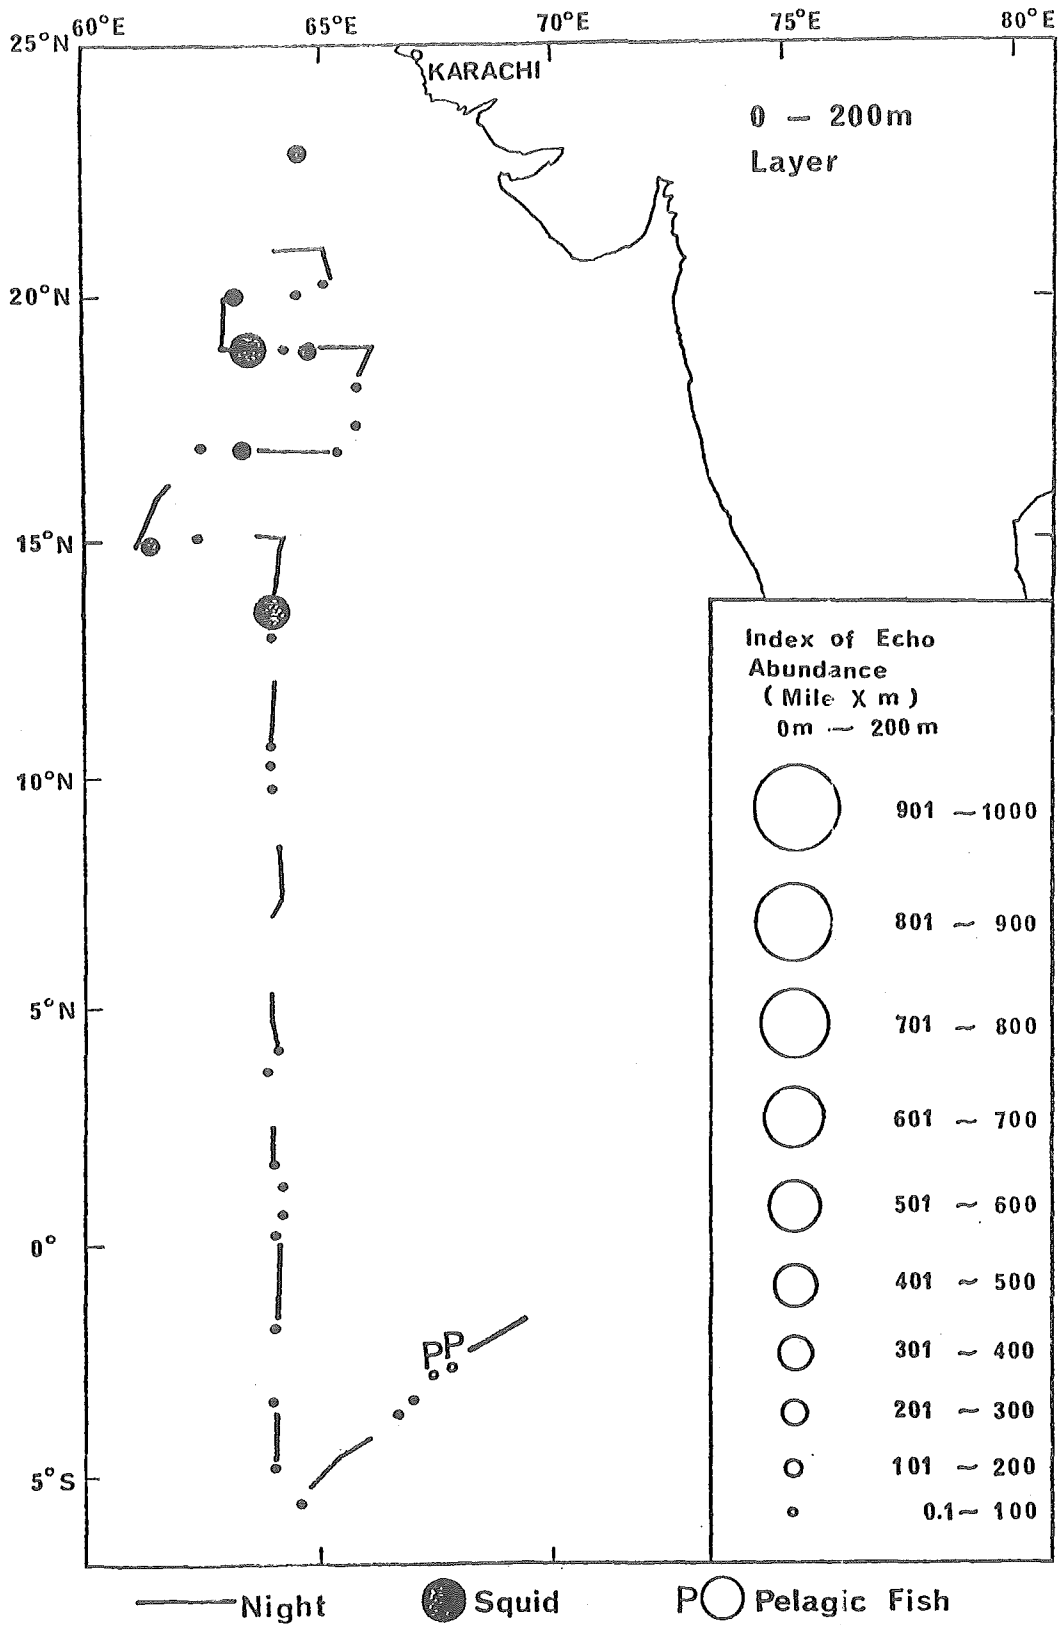 60°E 65°E 70°E 75°E 80°E
25°N
KARACHI
0 – 200m
Layer
20°N
15°N
Index of Echo
Abundance
(Mile X m)
0m ~ 200m
10°N
901 ~1000
801 ~ 900
5°N
701 ~ 800
601 ~ 700
501 ~ 600
0°
401 ~ 500
P P
301 ~ 400
201 ~ 300
5°S
101 ~ 200
0.1~ 100
Night Squid P Pelagic Fish